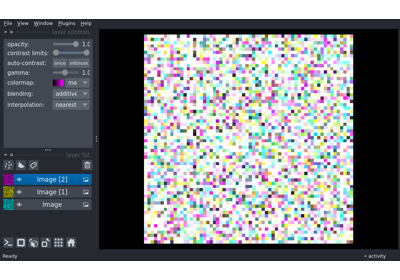 File View Window Plugins Help
layer controls
opacity: 1.0
contrast limits:
auto-contrast: once
gamma: 1.0
colormap: ma
blending: additive
interpolation: nearest
layer list
Image [2]
Image [1]
Image
Ready activity